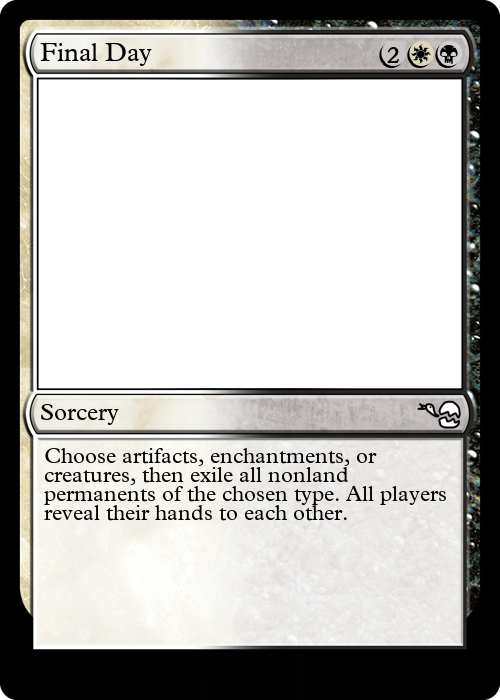 Final Day
2
Sorcery
Choose artifacts, enchantments, or
creatures, then exile all nonland
permanents of the chosen type. All players
reveal their hands to each other.